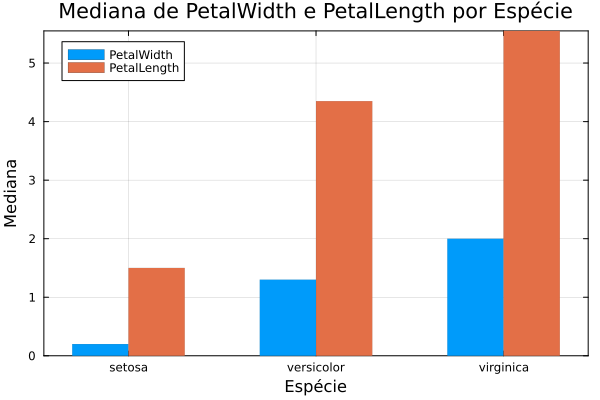 Mediana de PetalWidth e PetalLength por Espécie
PetalWidth
PetalLength
Mediana
5
4
3
2
1
0
setosa versicolor virginica
Espécie